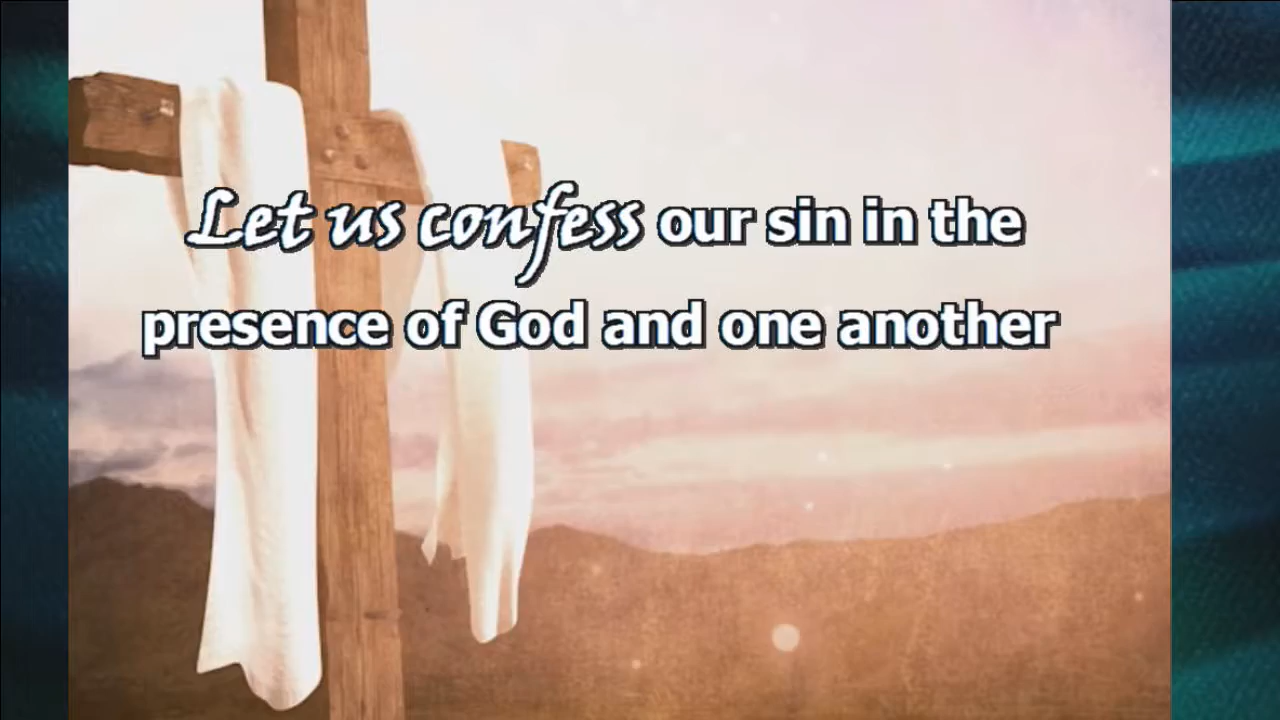 Let us confess our sin in the
presence of God and one another